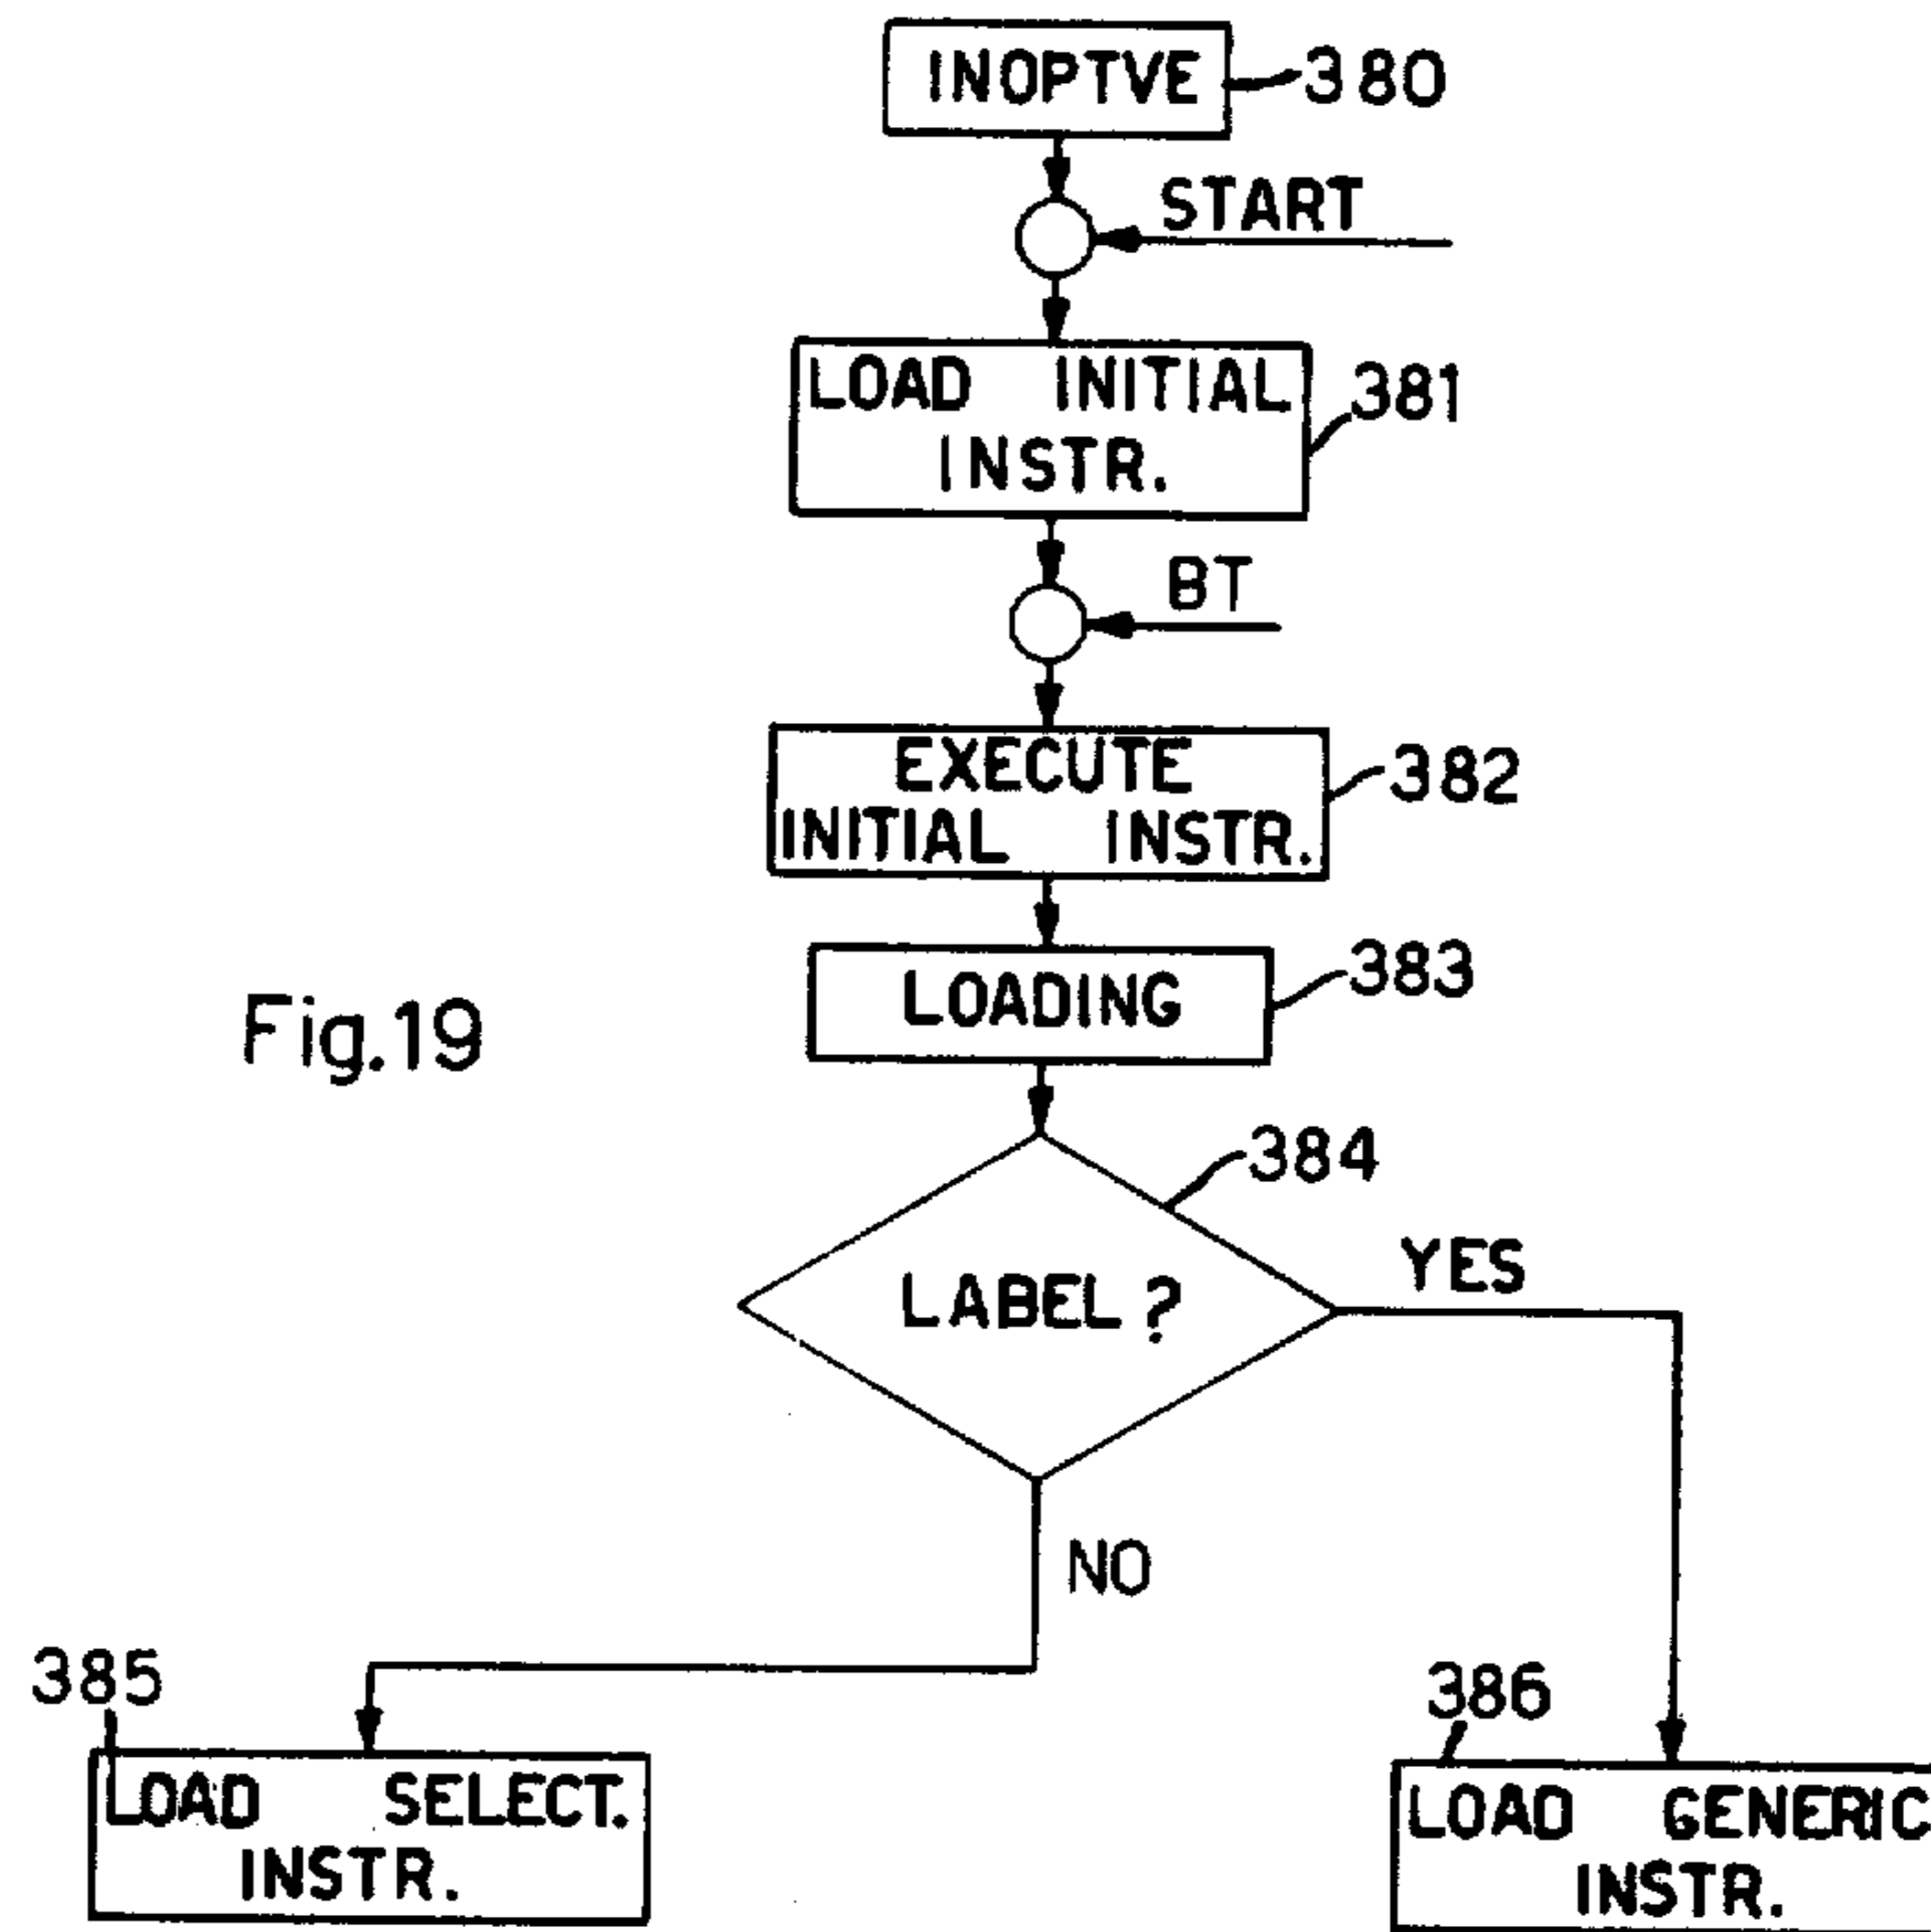 INOPTVE
380
START
LOAD INITIAL
INSTR.
381
BT
EXECUTE
INITIAL INSTR.
382
LOADING
383
Fig.19
384
LABEL ?
YES
NO
385
LOAD SELECT.
INSTR.
386
LOAD GENERIC
INSTR.